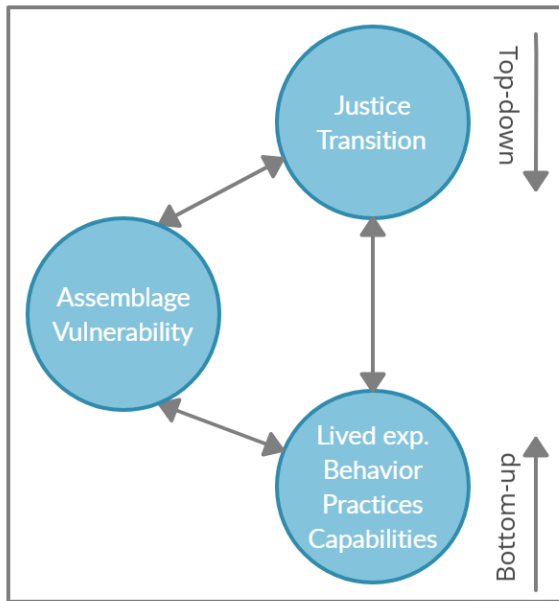 Justice
Transition
Top-down
Assemblage
Vulnerability
Lived exp.
Behavior
Practices
Capabilities
Bottom-up